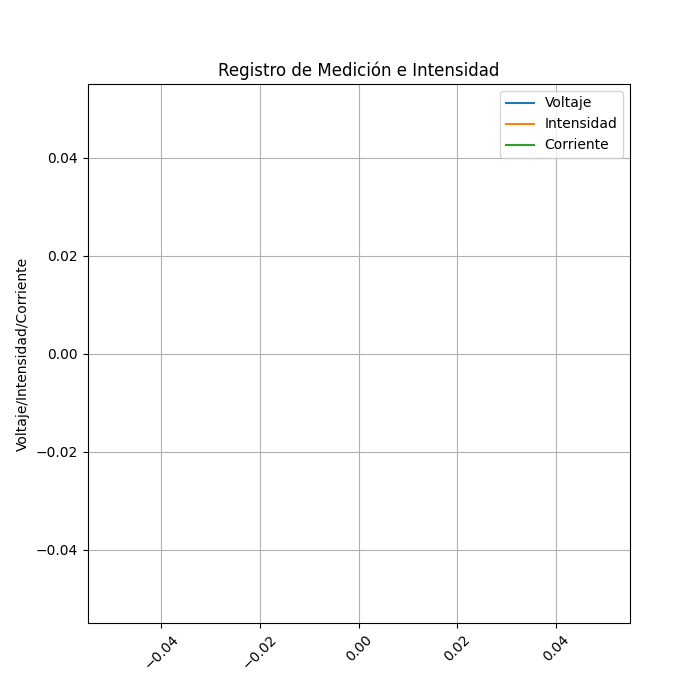 Registro de Medición e Intensidad
Voltaje
Intensidad
Corriente
Voltaje/Intensidad/Corriente
0.04
0.02
0.00
−0.02
−0.04
−0.04
−0.02
0.00
0.02
0.04